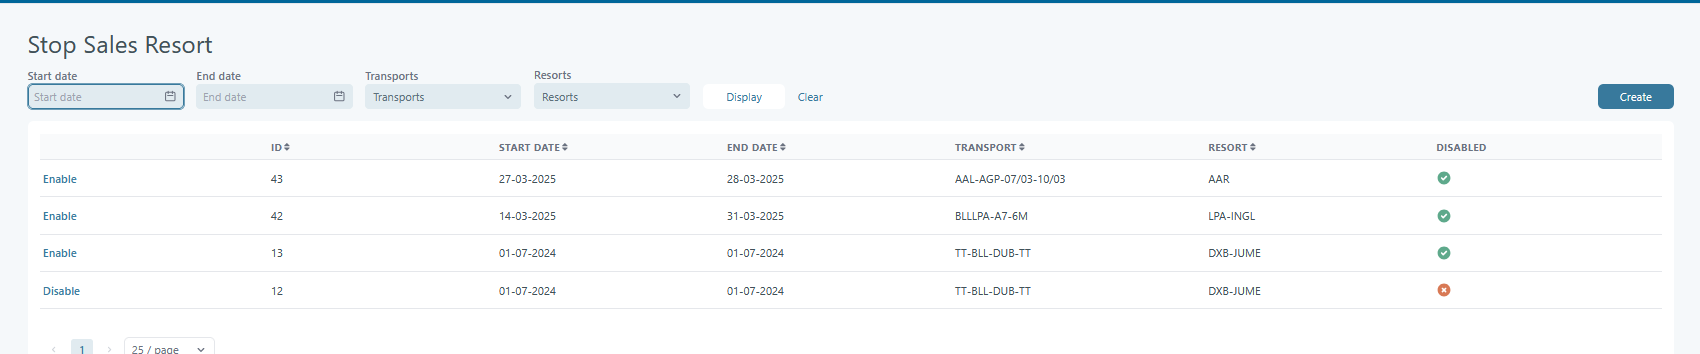 Stop Sales Resort
Start date End date Transports Resorts
Start date End date Transports Resorts Display Clear Create
ID START DATE END DATE TRANSPORT RESORT DISABLED
Enable 43 27-03-2025 28-03-2025 AAL-AGP-07/03-10/03 AAR
Enable 42 14-03-2025 31-03-2025 BLLLPA-A7-6M LPA-INGL
Enable 13 01-07-2024 01-07-2024 TT-BLL-DUB-TT DXB-JUME
Disable 12 01-07-2024 01-07-2024 TT-BLL-DUB-TT DXB-JUME
1 25 / page